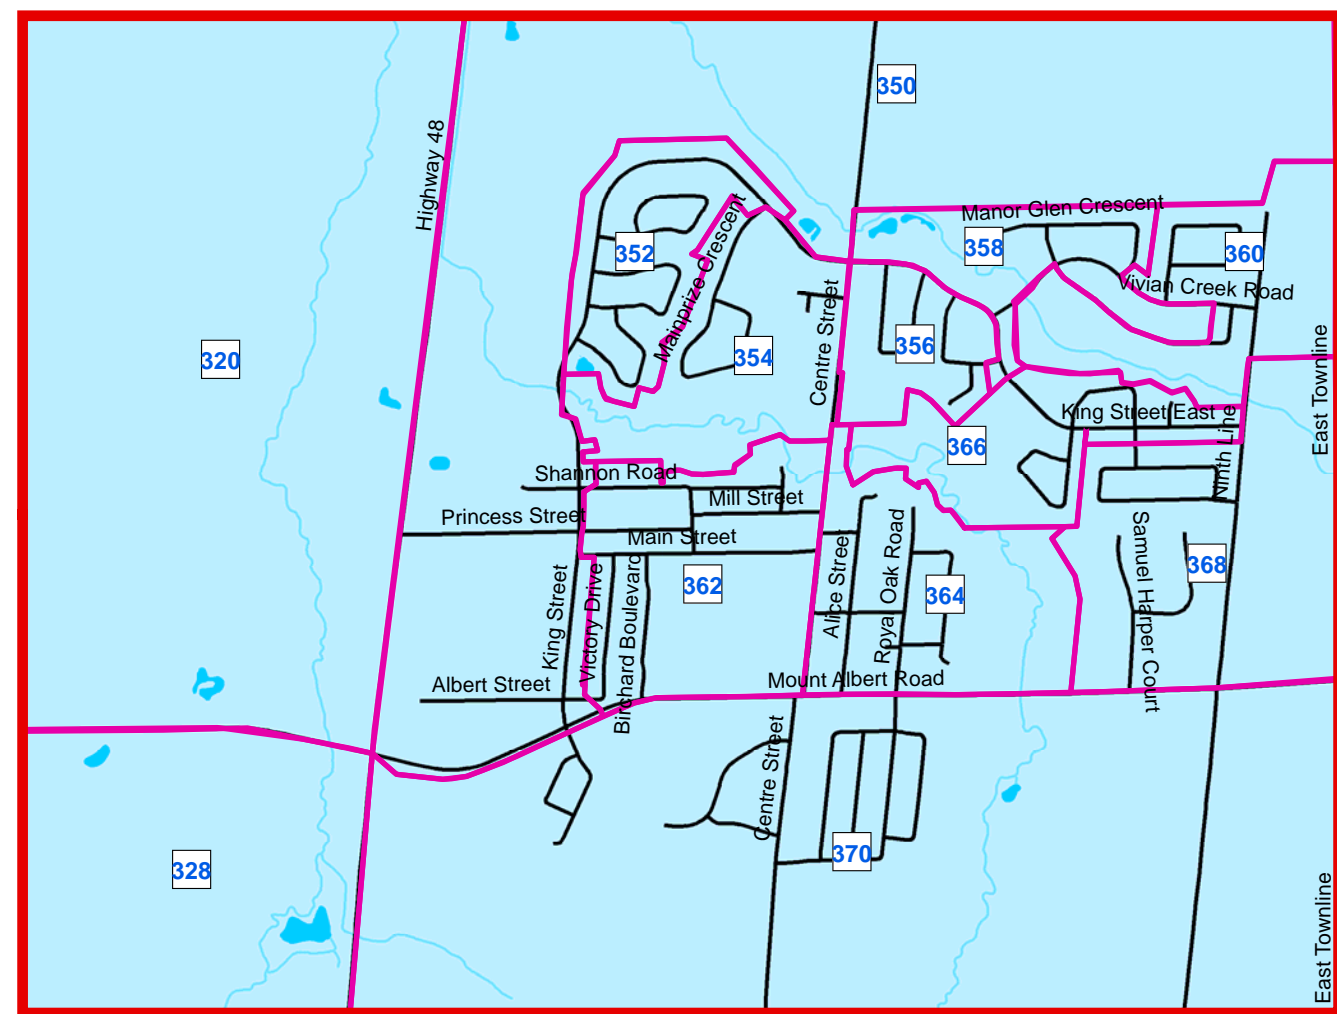 350
Highway 48
Manor Glen Crescent
352
358
360
Mainprize Crescent
Vivian Creek Road
Centre Street
320
354
356
East Townline
King Street East
366
Ninth Line
Shannon Road
Mill Street
Princess Street
Main Street
362
364
368
King Street
Victory Drive
Birchard Boulevard
Alice Street
Royal Oak Road
Samuel Harper Court
Albert Street
Mount Albert Road
Centre Street
370
328
East Townline